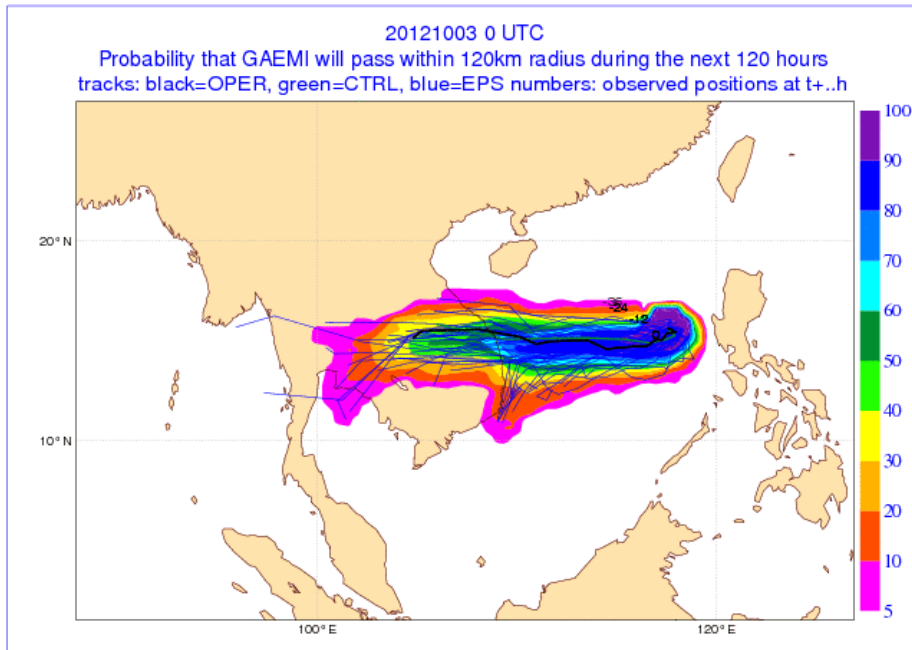 20121003 0 UTC
Probability that GAEMI will pass within 120km radius during the next 120 hours
tracks: black=OPER, green=CTRL, blue=EPS numbers: observed positions at t+..h
100
90
80
70
60
50
40
30
20
10
5
20°N
10°N
100°E
120°E
-24
-12
0